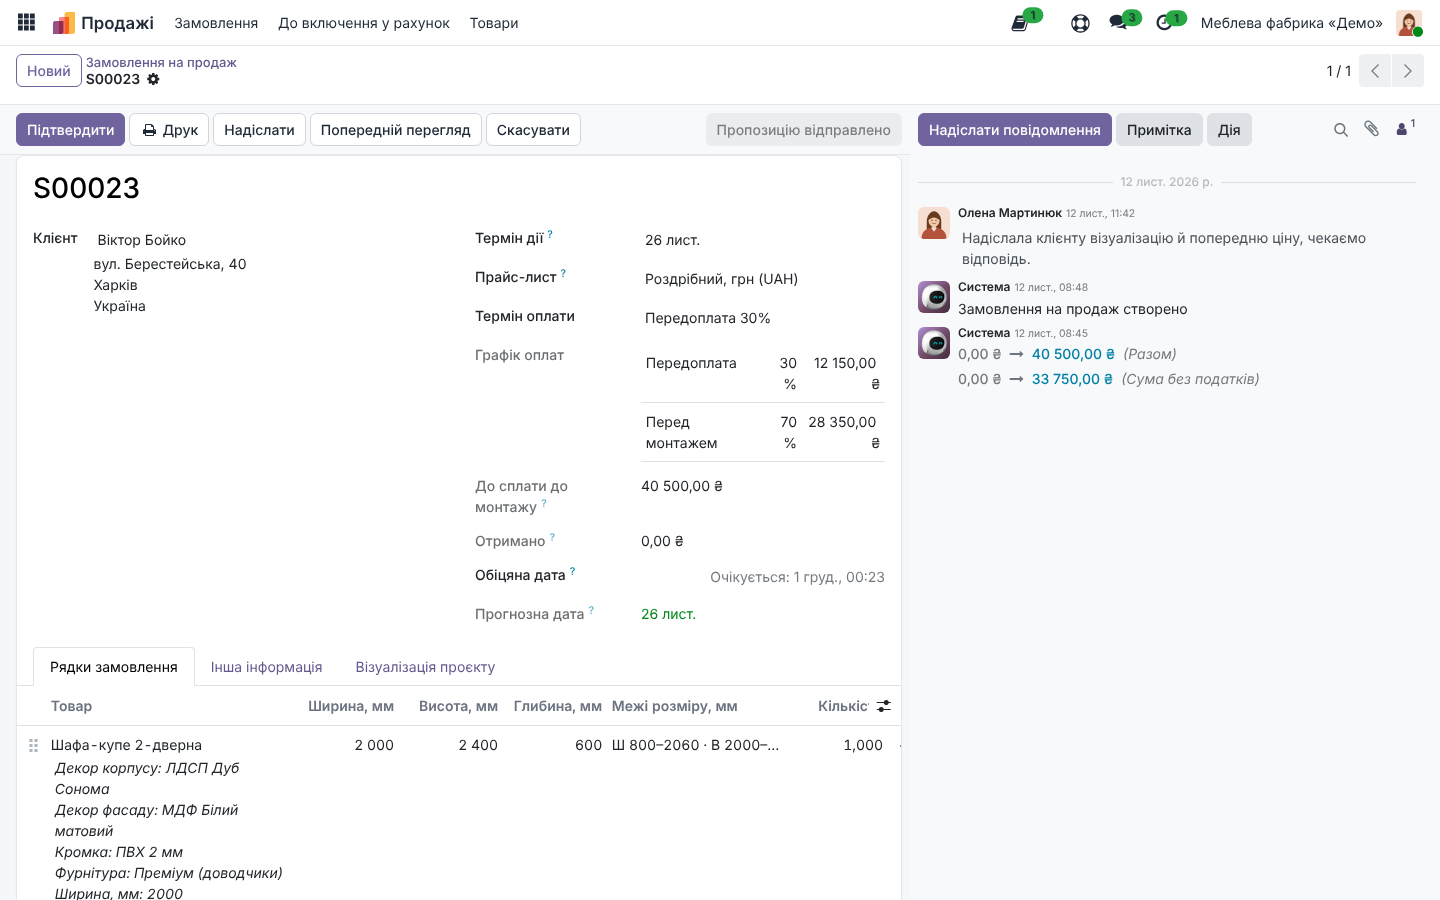 Продажі
Замовлення
До включення у рахунок
Товари
1
3
1
Меблева фабрика «Демо»
Новий
Замовлення на продаж
S00023
1 / 1
Підтвердити
Друк
Надіслати
Попередній перегляд
Скасувати
Пропозицію відправлено
Надіслати повідомлення
Примітка
Дія
1
S00023
Клієнт
Віктор Бойко
вул. Берестейська, 40
Харків
Україна
Термін дії ?
26 лист.
Прайс-лист ?
Роздрібний, грн (UAH)
Термін оплати
Передоплата 30%
Графік оплат
Передоплата 30 % 12 150,00 ₴
Перед монтажем 70 % 28 350,00 ₴
До сплати до
монтажу ?
40 500,00 ₴
Отримано ?
0,00 ₴
Обіцяна дата ?
Очікується: 1 груд., 00:23
Прогнозна дата ?
26 лист.
Рядки замовлення
Інша інформація
Візуалізація проєкту
Товар
Ширина, мм
Висота, мм
Глибина, мм
Межі розміру, мм
Кількіс
Шафа-купе 2-дверна
2 000
2 400
600
Ш 800–2060 · В 2000–...
1,000
Декор корпусу: ЛДСП Дуб
Сонома
Декор фасаду: МДФ Білий
матовий
Кромка: ПВХ 2 мм
Фурнітура: Преміум (доводчики)
Ширина, мм: 2000
12 лист. 2026 р.
Олена Мартинюк 12 лист., 11:42
Надіслала клієнту візуалізацію й попередню ціну, чекаємо
відповідь.
Система 12 лист., 08:48
Замовлення на продаж створено
Система 12 лист., 08:45
0,00 ₴ → 40 500,00 ₴ (Разом)
0,00 ₴ → 33 750,00 ₴ (Сума без податків)